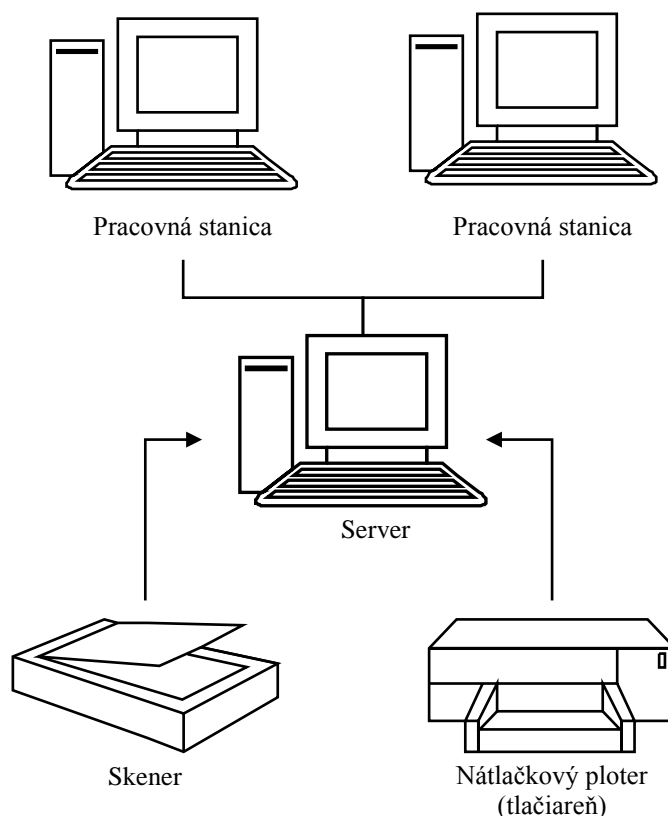 Pracovná stanica
Pracovná stanica
Server
Skener
Nátlačkový ploter
(tlačiareň)